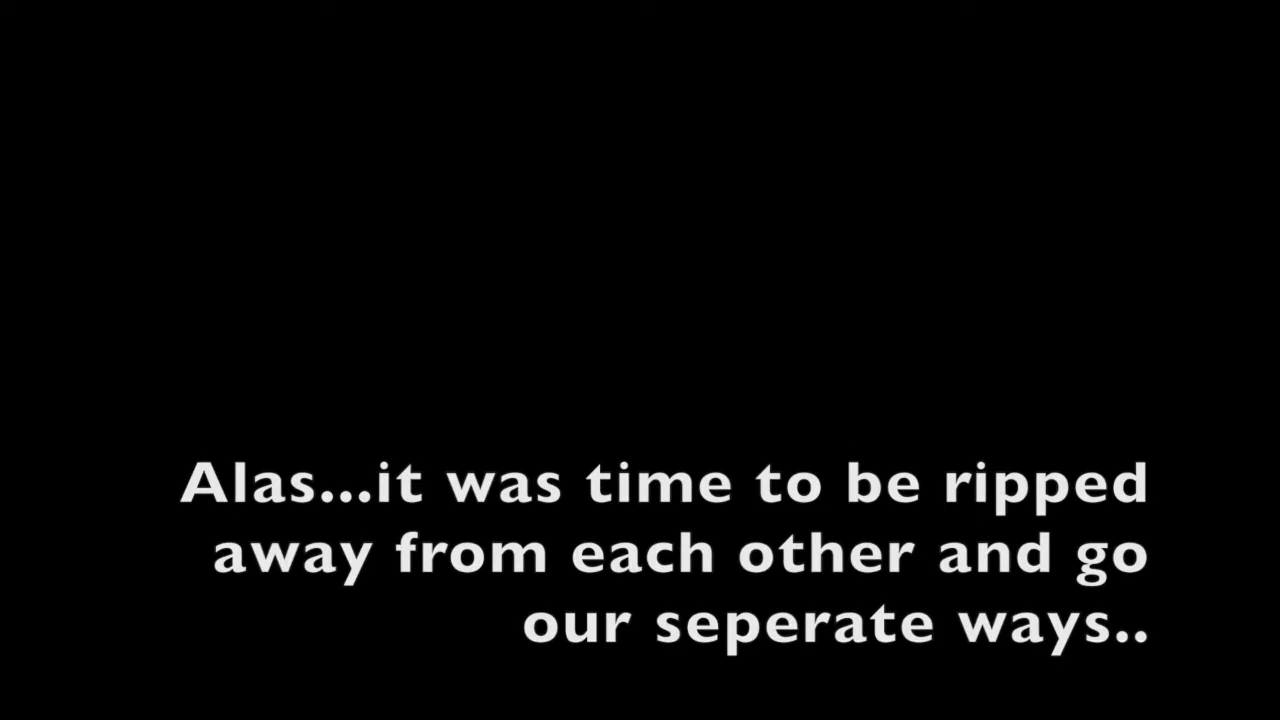 Alas...it was time to be ripped
away from each other and go
our seperate ways..